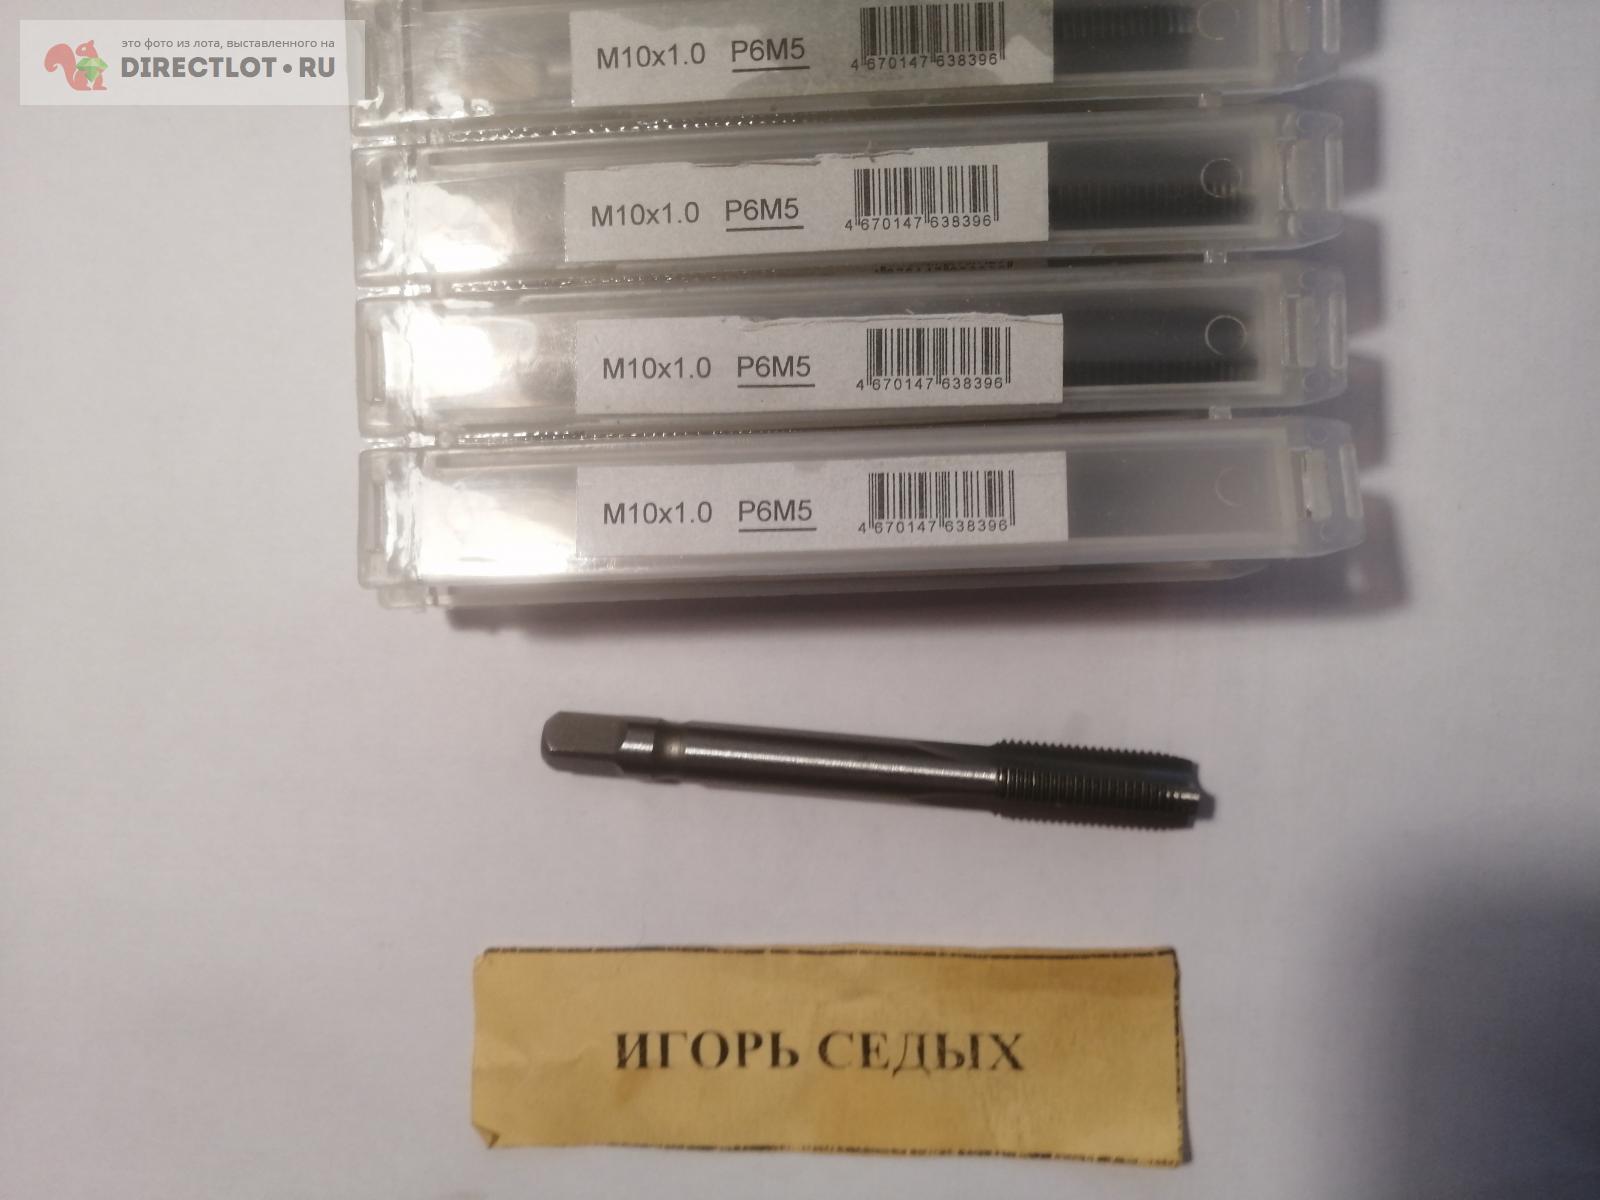 это фото из лота, выставленного на
DIRECTLOT•RU
M10x1.0 P6M5 4 670147 638396
M10x1.0 P6M5 4 670147 638396
M10x1.0 P6M5 4 670147 638396
M10x1.0 P6M5 4 670147 638396
ИГОРЬ СЕДЫХ